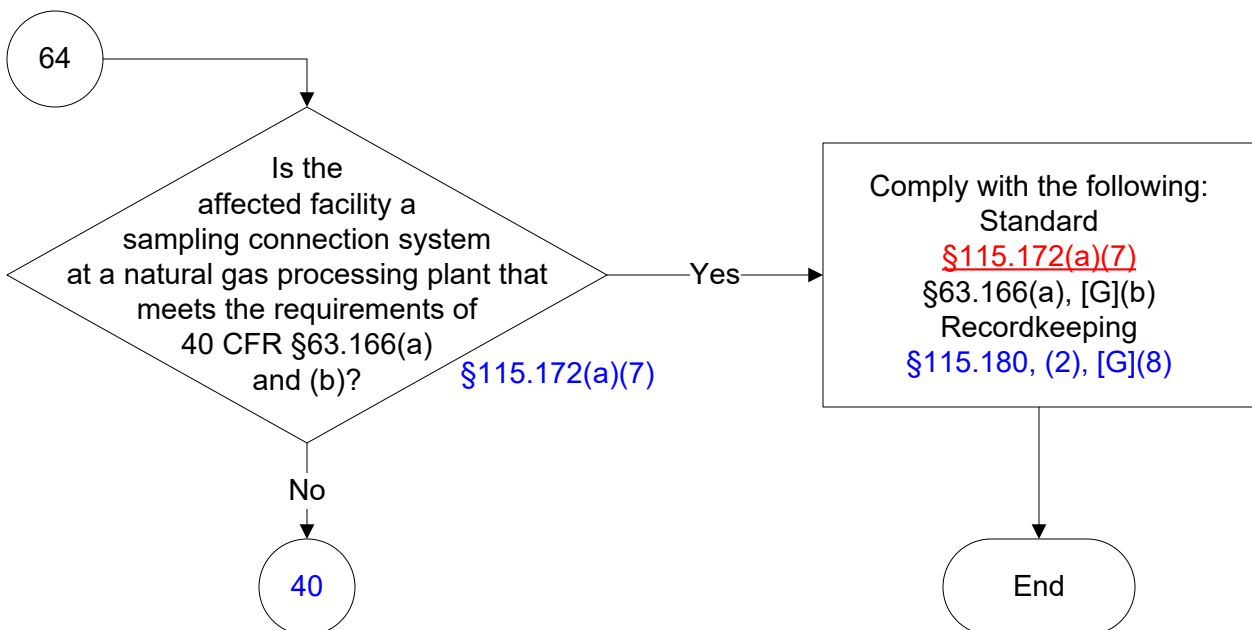 64
Is the
affected facility a
sampling connection system
at a natural gas processing plant that
meets the requirements of
40 CFR §63.166(a)
and (b)?
§115.172(a)(7)
Yes
Comply with the following:
Standard
§115.172(a)(7)
§63.166(a), [G](b)
Recordkeeping
§115.180, (2), [G](8)
No
40
End